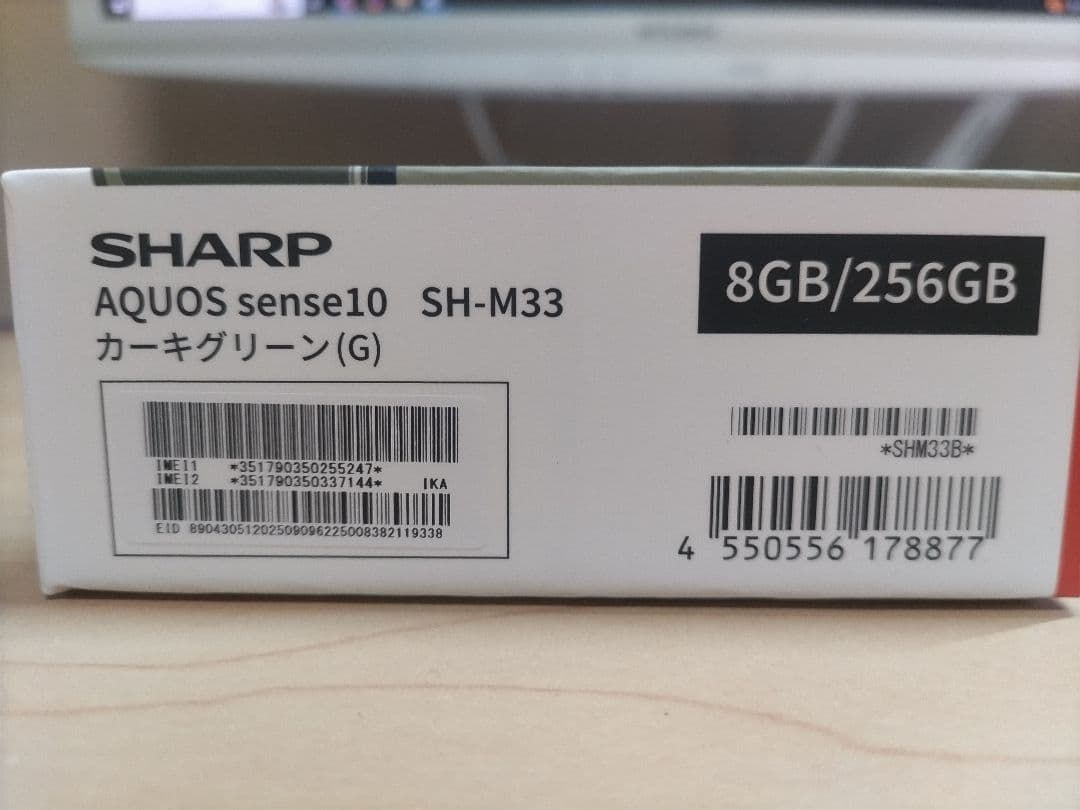 SHARP
AQUOS sense10 SH-M33
カーキグリーン(G)
8GB/256GB
IMEI1 *351790350255247*
IMEI2 *351790350337144* IKA
EID 89043051202509096225008382119338
*SHM33B*
4 550556 178877